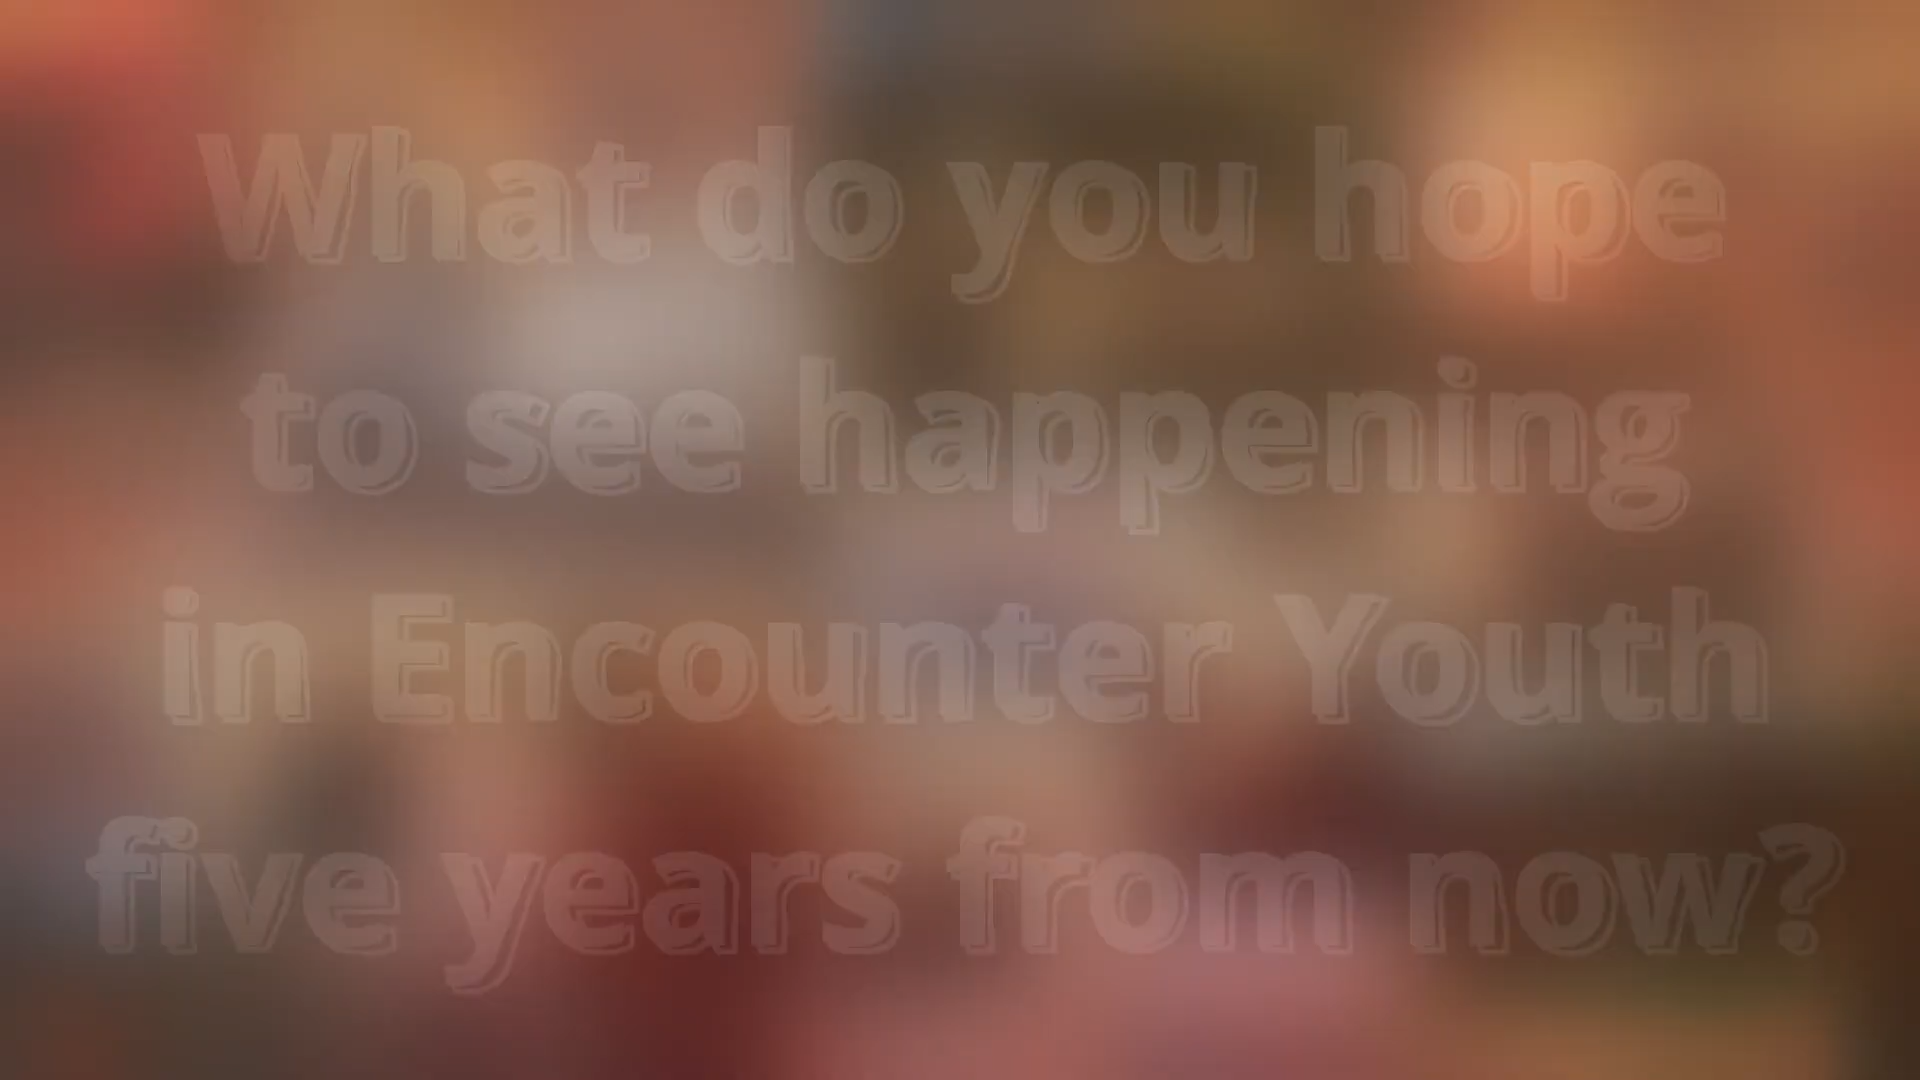 What do you hope
to see happening
in Encounter Youth
five years from now?